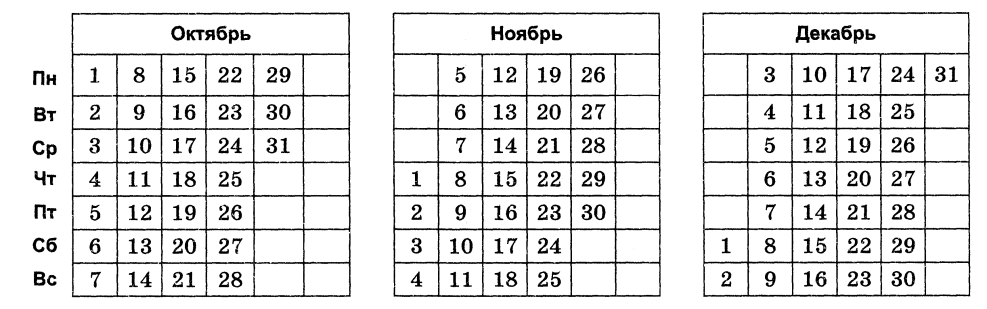 Октябрь Ноябрь Декабрь
Пн 1 8 15 22 29 5 12 19 26 3 10 17 24 31
Вт 2 9 16 23 30 6 13 20 27 4 11 18 25
Ср 3 10 17 24 31 7 14 21 28 5 12 19 26
Чт 4 11 18 25 1 8 15 22 29 6 13 20 27
Пт 5 12 19 26 2 9 16 23 30 7 14 21 28
Сб 6 13 20 27 3 10 17 24 1 8 15 22 29
Вс 7 14 21 28 4 11 18 25 2 9 16 23 30